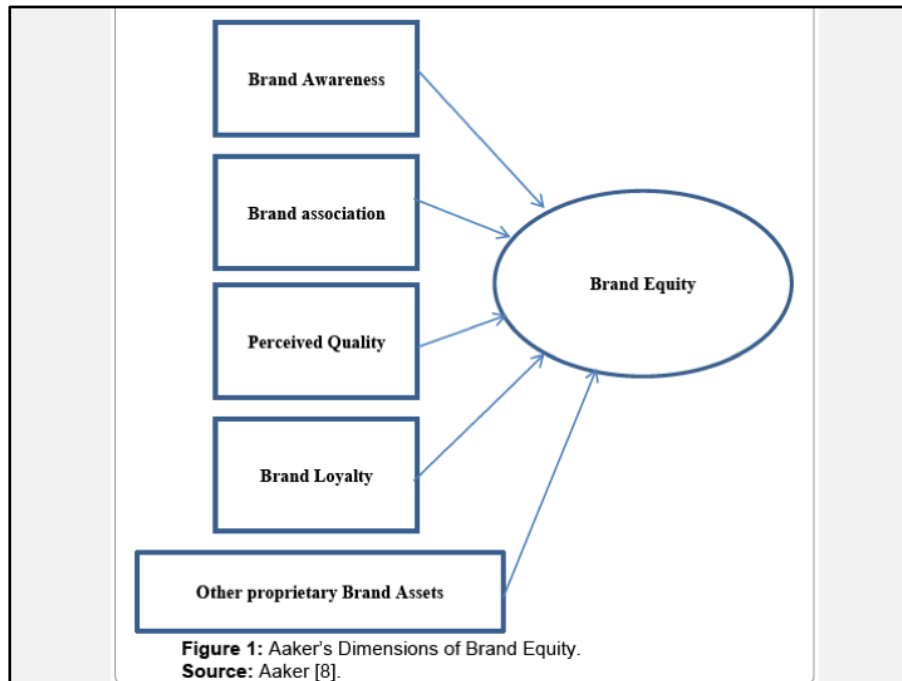 Brand Awareness
Brand association
Perceived Quality
Brand Loyalty
Other proprietary Brand Assets
Brand Equity
Figure 1: Aaker's Dimensions of Brand Equity.
Source: Aaker [8].